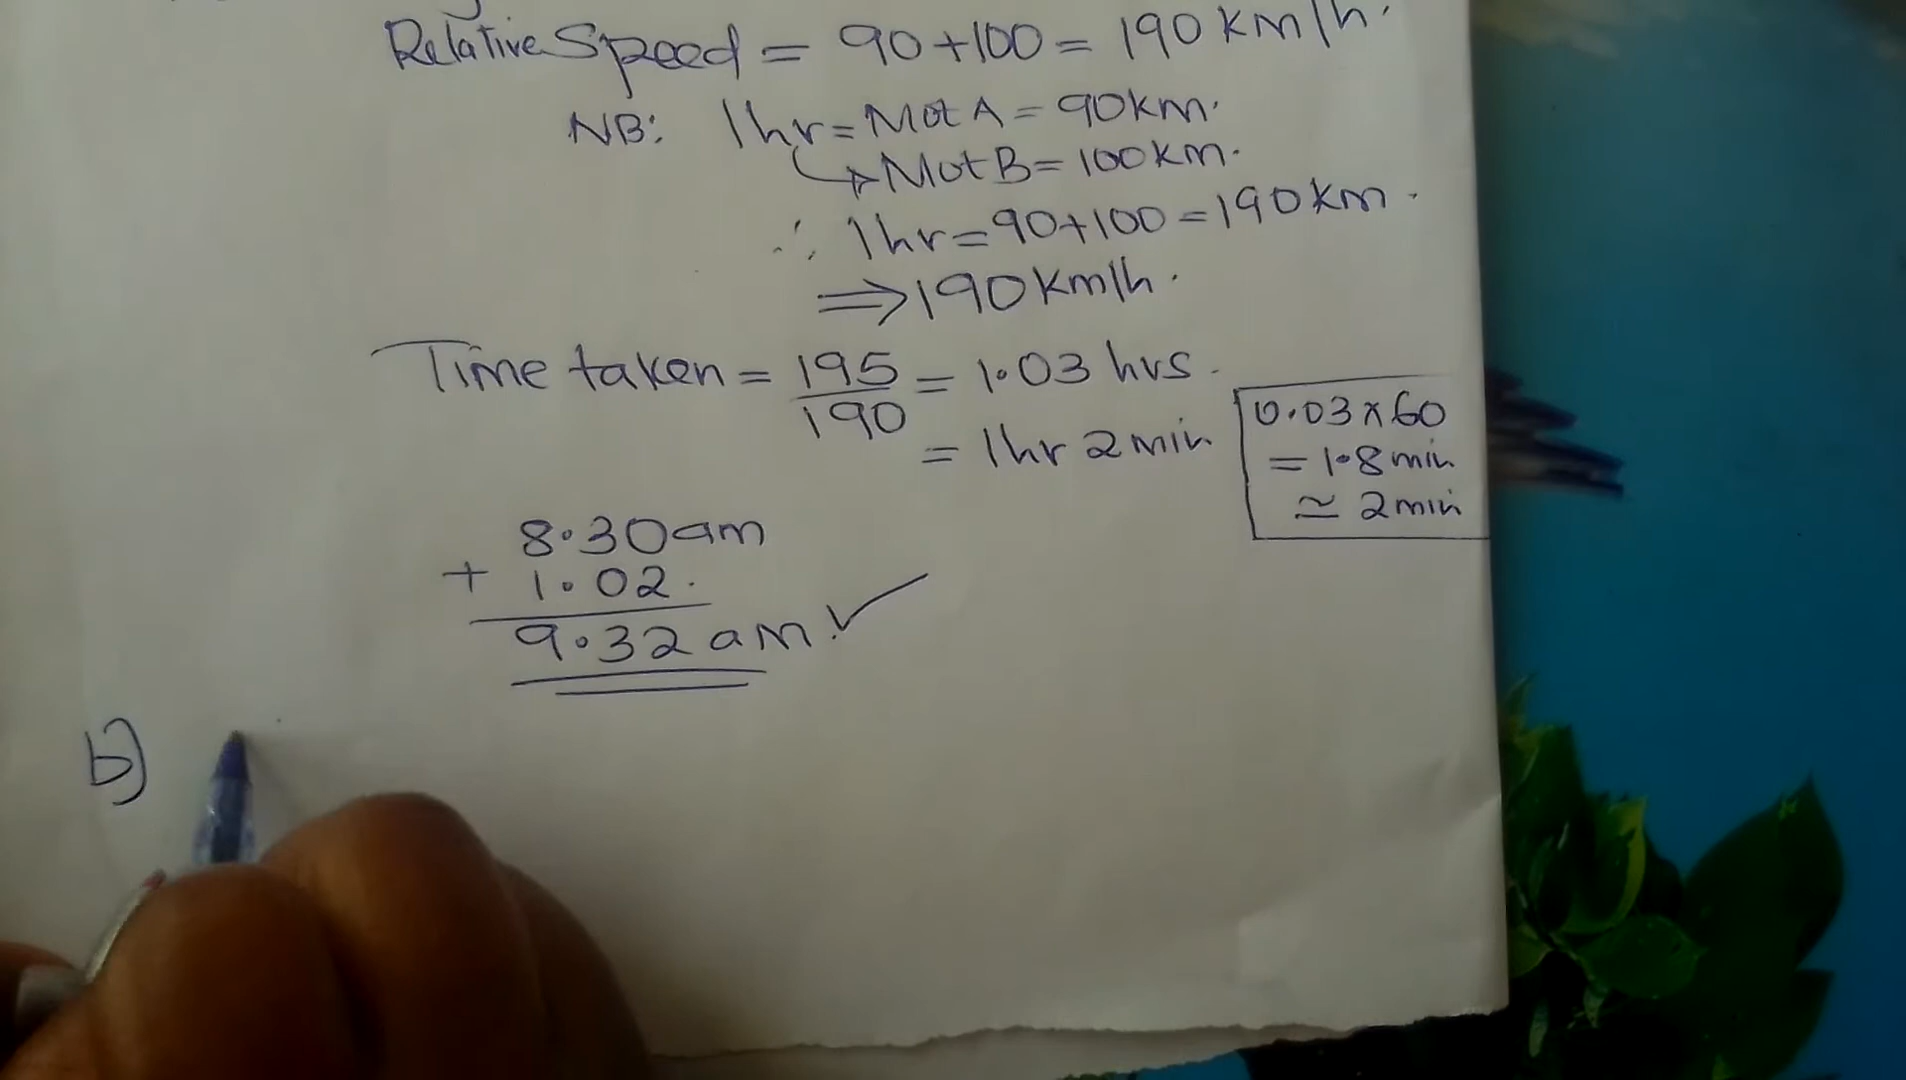 Relative Speed = 90+100 = 190 km/h.
NB: 1hr = Mot A = 90km.
↳ Mot B = 100km.
∴ 1hr = 90+100 = 190km.
⇒ 190km/h.
Time taken = 195/190 = 1.03 hrs.
= 1hr 2min
0.03 x 60
= 1.8 min
≃ 2min
8.30am
+ 1.02.
9.32am. ✓
b)